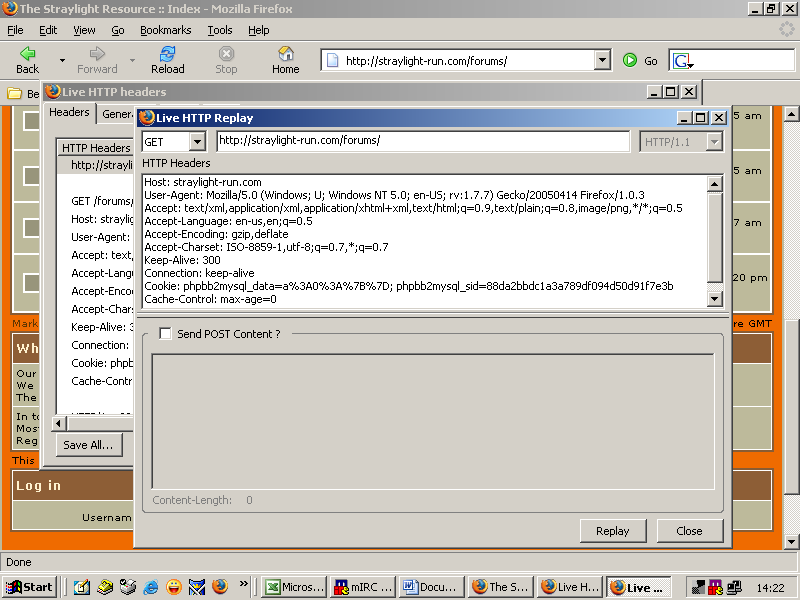 The Straylight Resource :: Index - Mozilla Firefox
File Edit View Go Bookmarks Tools Help
Back Forward Reload Stop Home http://straylight-run.com/forums/ Go G
Be
Live HTTP headers
Headers Genera
HTTP Headers
http://strayli
GET /forums/
Host: straylig
User-Agent:
Accept: text,
Accept-Lang
Accept-Enco
Accept-Char
Keep-Alive: 3
Connection:
Cookie: phpb
Cache-Contr
Save All...
Live HTTP Replay
GET http://straylight-run.com/forums/ HTTP/1.1
HTTP Headers
Host: straylight-run.com
User-Agent: Mozilla/5.0 (Windows; U; Windows NT 5.0; en-US; rv:1.7.7) Gecko/20050414 Firefox/1.0.3
Accept: text/xml,application/xml,application/xhtml+xml,text/html;q=0.9,text/plain;q=0.8,image/png,*/*;q=0.5
Accept-Language: en-us,en;q=0.5
Accept-Encoding: gzip,deflate
Accept-Charset: ISO-8859-1,utf-8;q=0.7,*;q=0.7
Keep-Alive: 300
Connection: keep-alive
Cookie: phpbb2mysql_data=a%3A0%3A%7B%7D; phpbb2mysql_sid=88da2bbdc1a3a789df094d50d91f7e3b
Cache-Control: max-age=0
Send POST Content ?
Content-Length: 0
Replay Close
5 am
5 am
7 am
20 pm
Mark
re GMT
Wh
Our
We
The
In to
Most
Reg
This
Log in
Usernam
Done
Start » Micros... mIRC ... Docu... The S... Live H... Live ... 14:22